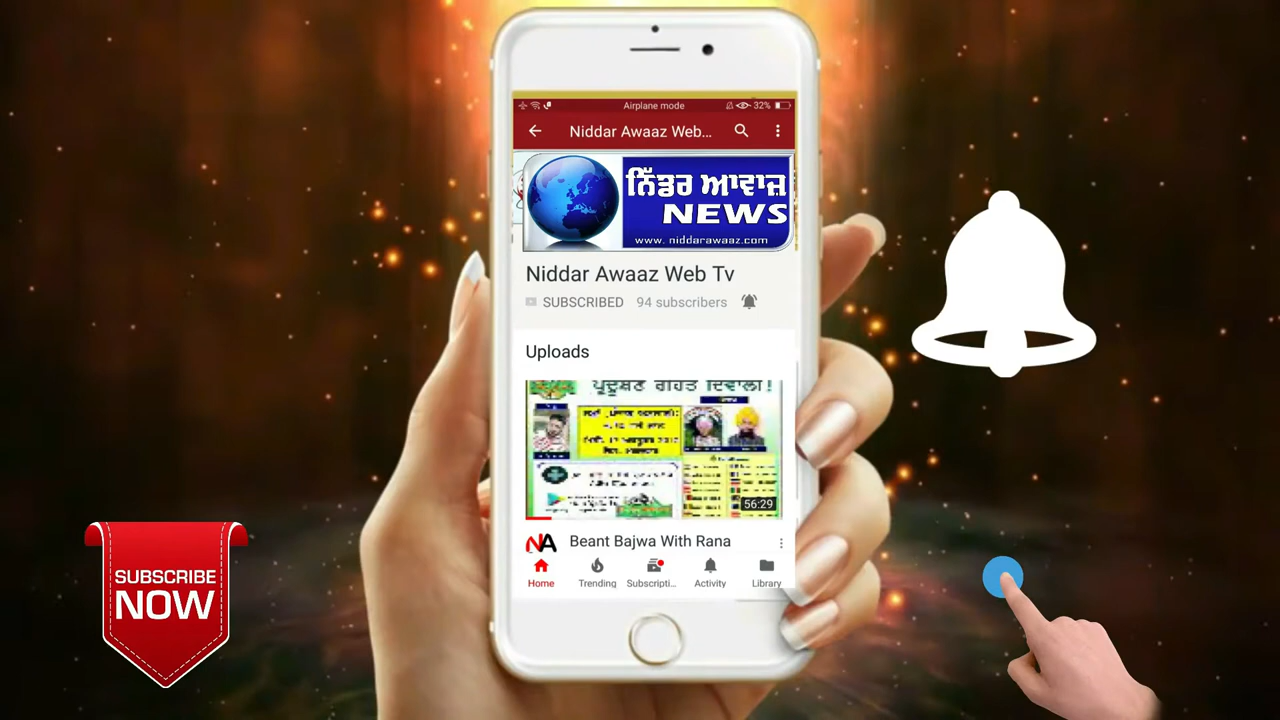 Airplane mode
32%
Niddar Awaaz Web...
ਨਿੱਡਰ ਆਵਾਜ਼
NEWS
www. niddarawaaz.com
Niddar Awaaz Web Tv
SUBSCRIBED 94 subscribers
Uploads
ਪ੍ਰਦੂਸ਼ਣ ਰਹਿਤ ਦਿਵਾਲੀ!
56:29
NA
Beant Bajwa With Rana
Home Trending Subscripti... Activity Library
SUBSCRIBE
NOW